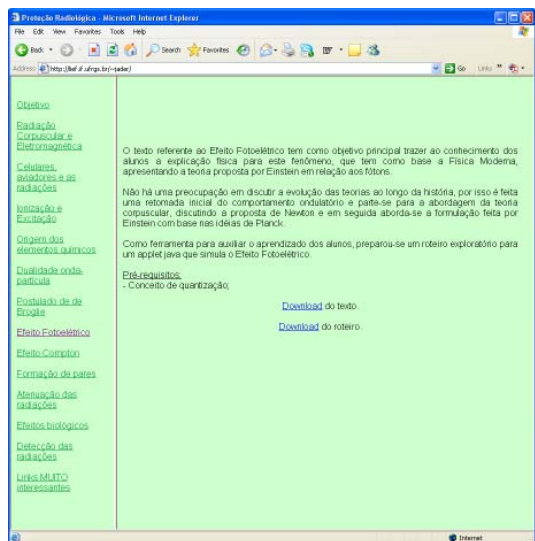 Proteção Radiológica - Microsoft Internet Explorer
File Edit View Favorites Tools Help
Back Search Favorites
Address http://lief.if.ufrgs.br/~jader/ Go Links
Objetivo
Radiação
Corpuscular e
Eletromagnética
Celulares,
aviadores e as
radiações
Ionização e
Excitação
Origem dos
elementos químicos
Dualidade onda-
partícula
Postulado de de
Broglie
Efeito Fotoelétrico
Efeito Compton
Formação de pares
Atenuação das
radiações
Efeitos biológicos
Detecção das
radiações
Links MUITO
interessantes
O texto referente ao Efeito Fotoelétrico tem como objetivo principal trazer ao conhecimento dos
alunos a explicação física para este fenômeno, que tem como base a Física Moderna,
apresentando a teoria proposta por Einstein em relação aos fótons.
Não há uma preocupação em discutir a evolução das teorias ao longo da história, por isso é feita
uma retomada inicial do comportamento ondulatório e parte-se para a abordagem da teoria
corpuscular, discutindo a proposta de Newton e em seguida aborda-se a formulação feita por
Einstein com base nas idéias de Planck.
Como ferramenta para auxiliar o aprendizado dos alunos, preparou-se um roteiro exploratório para
um applet java que simula o Efeito Fotoelétrico.
Pré-requisitos:
- Conceito de quantização;
Download do texto.
Download do roteiro.
Internet